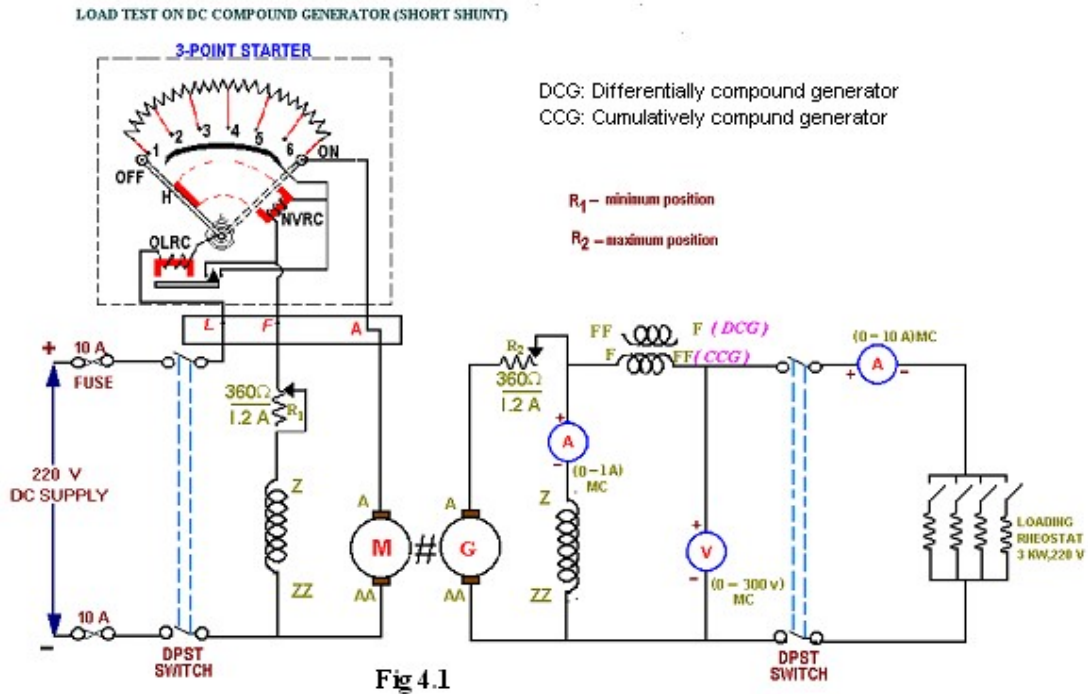 LOAD TEST ON DC COMPOUND GENERATOR (SHORT SHUNT)
3-POINT STARTER
DCG: Differentially compound generator
CCG: Cumulatively compund generator
1 2 3 4 5 6
ON
OFF
H
NVRC
OLRC
R1 – minimum position
R2 – maximum position
L F A
+
10 A
FUSE
220 V
DC SUPPLY
–
10 A
DPST
SWITCH
360Ω
1.2 A
R1
Z
ZZ
A
M
AA
#
A
G
AA
R2
360Ω
1.2 A
FF F (DCG)
F FF (CCG)
+
A
–
(0–1A)
MC
Z
ZZ
+
V
–
(0–300v)
MC
(0–10A)MC
+ A –
DPST
SWITCH
LOADING
RHEOSTAT
3 KW,220 V
Fig 4.1